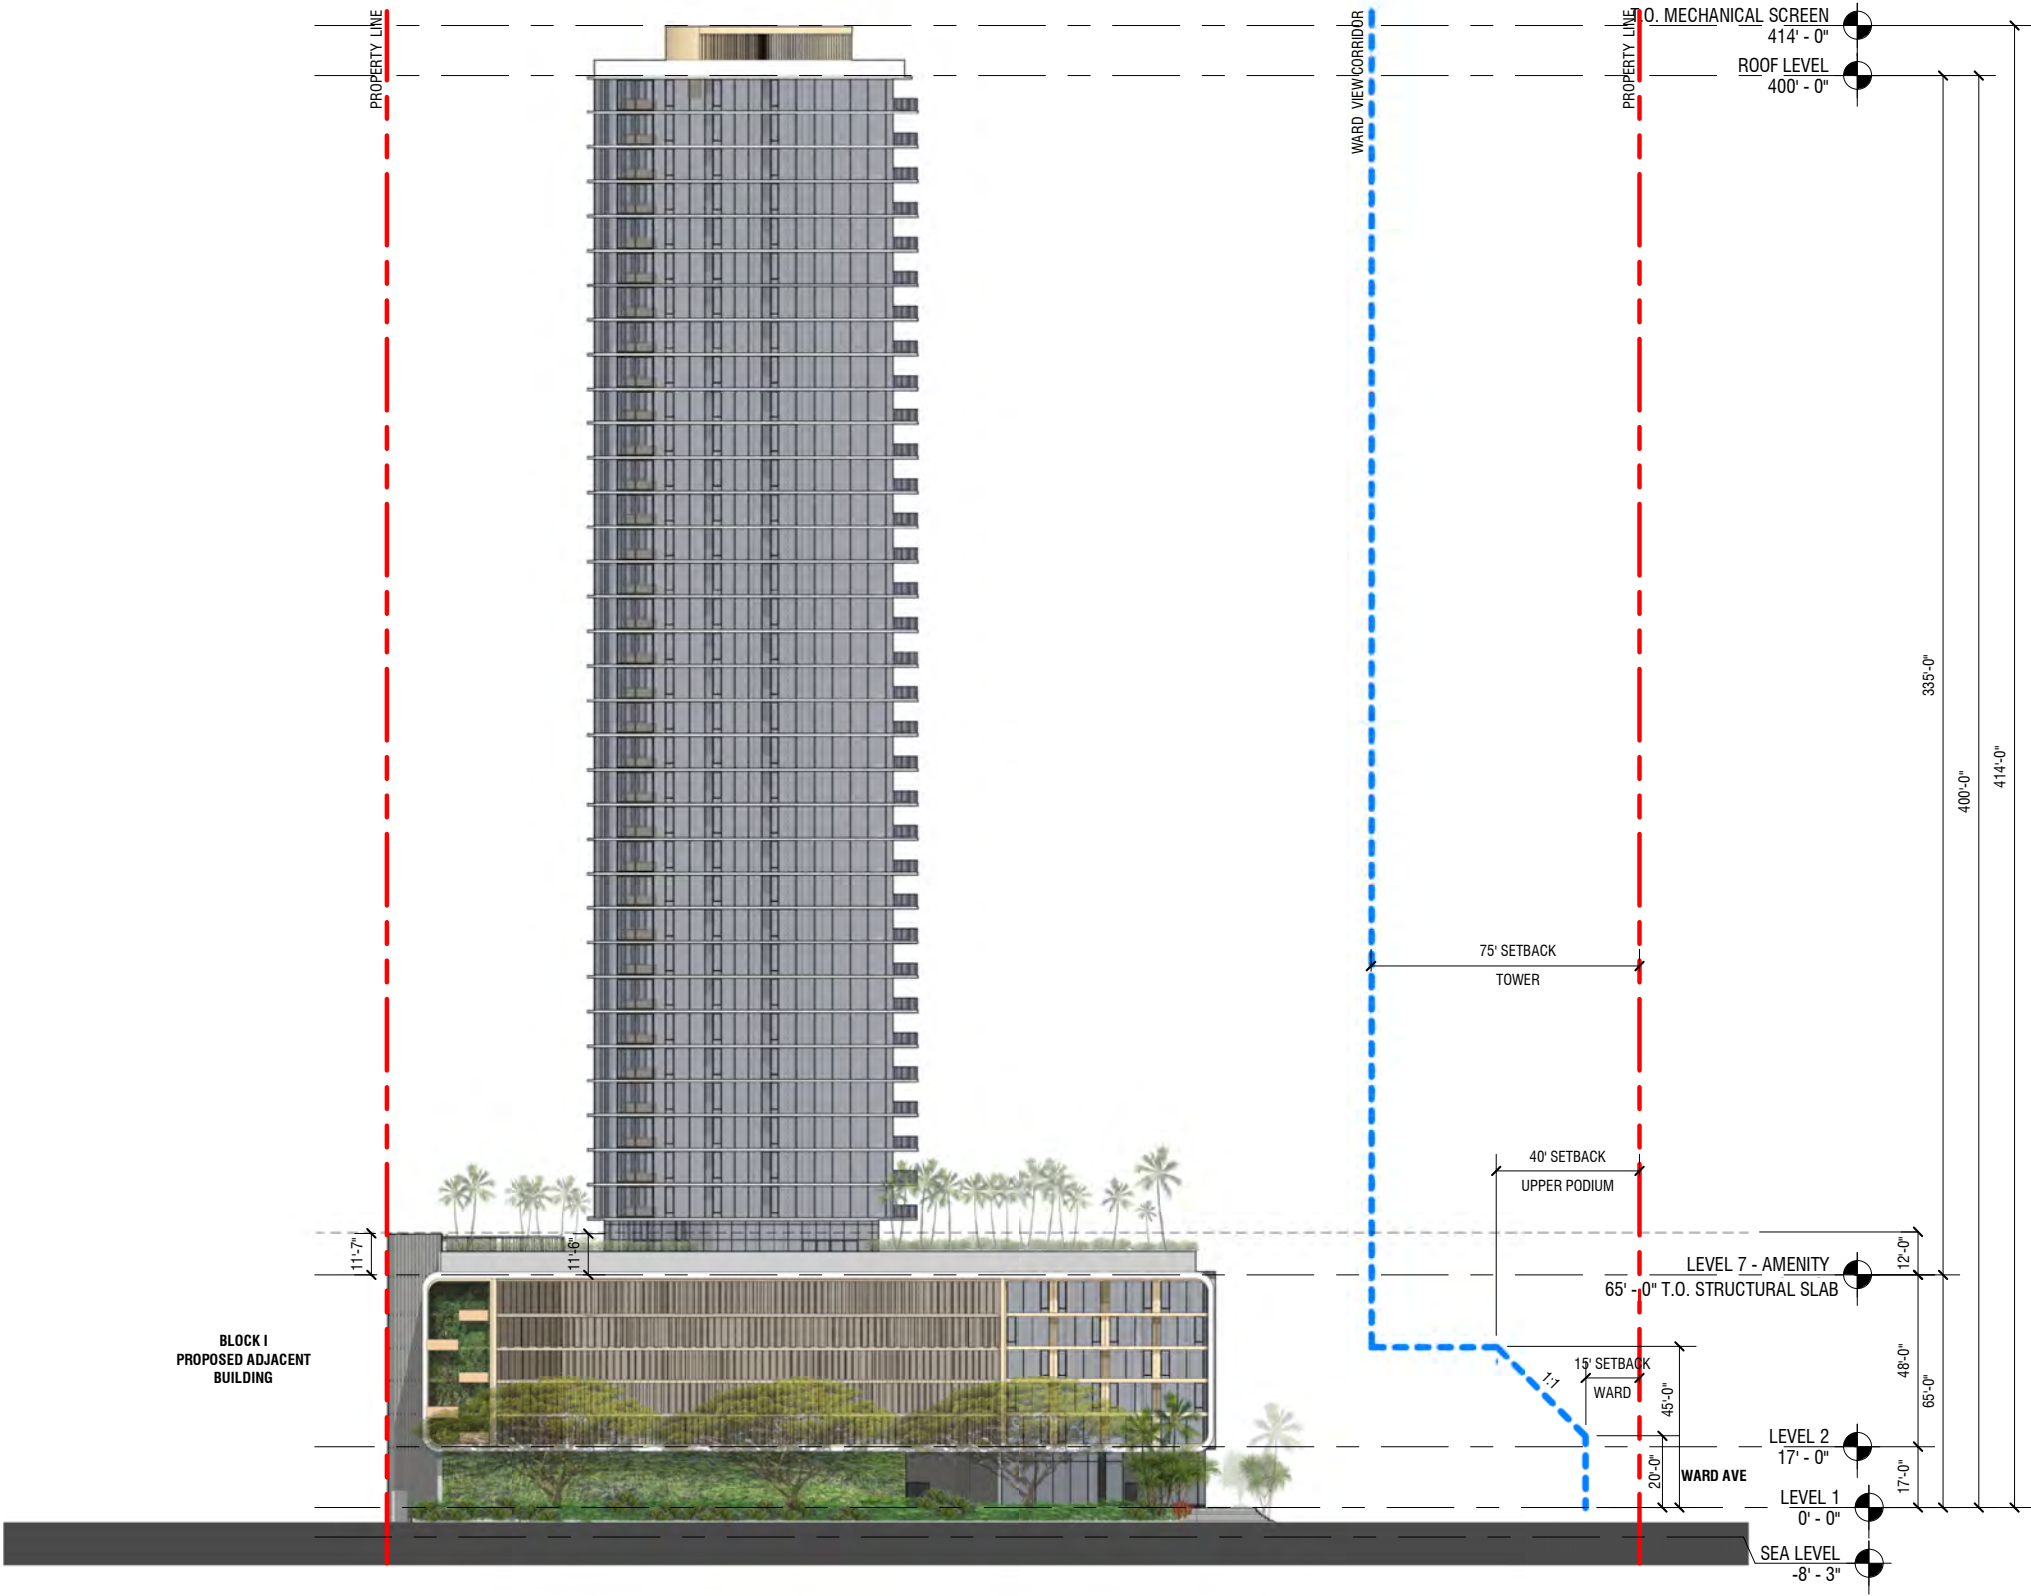 PROPERTY LINE
WARD VIEW CORRIDOR
PROPERTY LINE
T.O. MECHANICAL SCREEN
414' - 0"
ROOF LEVEL
400' - 0"
335'-0"
400'-0"
414'-0"
75' SETBACK
TOWER
40' SETBACK
UPPER PODIUM
11'-7"
11'-6"
12'-0"
LEVEL 7 - AMENITY
65' - 0" T.O. STRUCTURAL SLAB
BLOCK I
PROPOSED ADJACENT
BUILDING
1:1
15' SETBACK
WARD
45'-0"
48'-0"
65'-0"
LEVEL 2
17' - 0"
20'-0"
WARD AVE
17'-0"
LEVEL 1
0' - 0"
SEA LEVEL
-8' - 3"